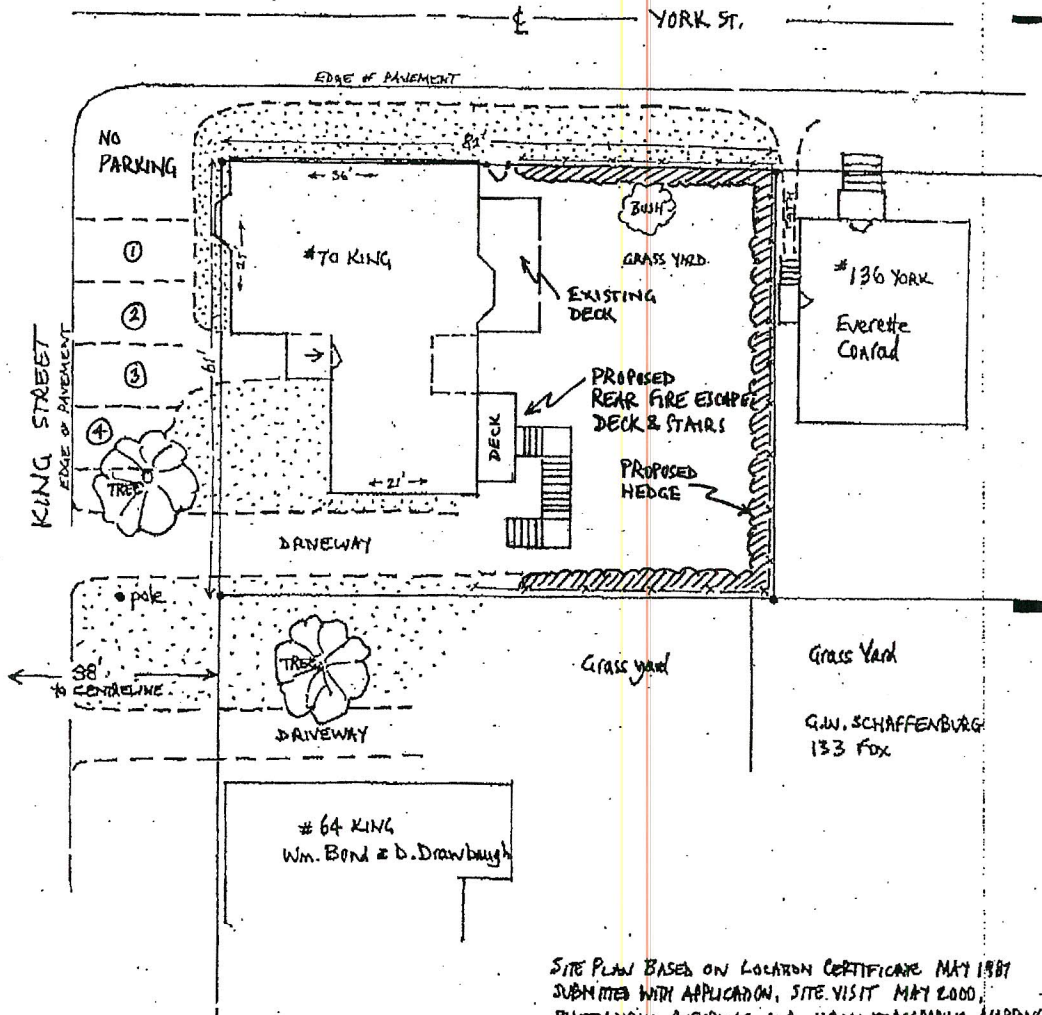 ℄ YORK ST.
EDGE OF PAVEMENT
NO
PARKING
81'
36'
25'
#70 KING
BUSH
GRASS YARD
EXISTING
DECK
#136 YORK
Everette
Conrad
①
②
③
④
KING STREET
EDGE OF PAVEMENT
61'
TREE
PROPOSED
REAR FIRE ESCAPE
DECK & STAIRS
DECK
PROPOSED
HEDGE
21'
DRIVEWAY
pole
38'
to CENTRELINE
TREE
DRIVEWAY
Grass yard
Grass Yard
G.W. SCHAFFENBURG
133 FOX
#64 KING
Wm. Bond & D. Drawbaugh
SITE PLAN BASED ON LOCATION CERTIFICATE MAY 1987
SUBMITTED WITH APPLICATION, SITE VISIT MAY 2000,